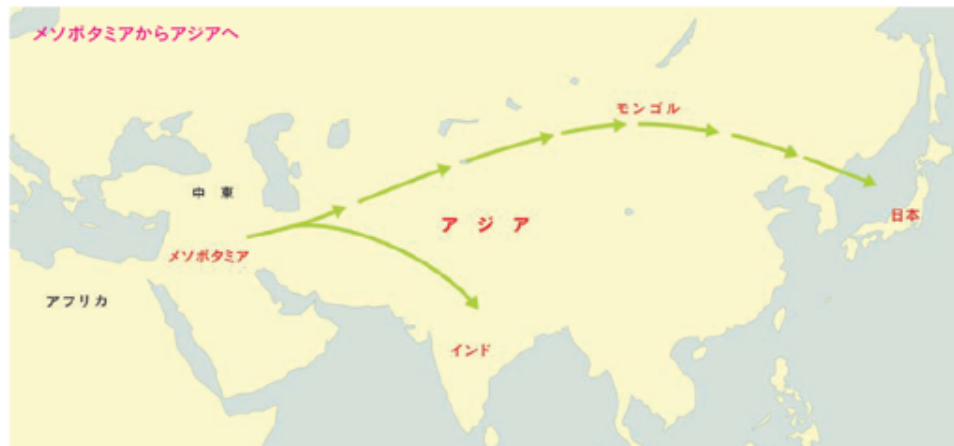 メソポタミアからアジアへ
モンゴル
中東
アジア
日本
メソポタミア
アフリカ
インド